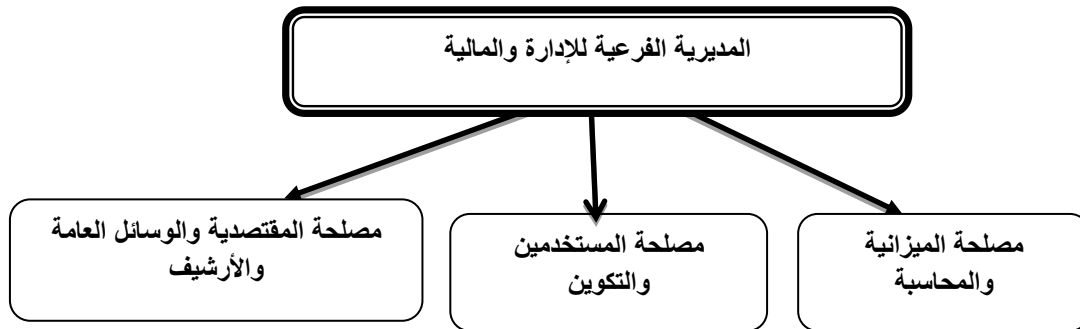 المديرية الفرعية للإدارة والمالية
مصلحة الميزانية
والمحاسبة
مصلحة المستخدمين
والتكوين
مصلحة المقتصدية والوسائل العامة
والأرشيف